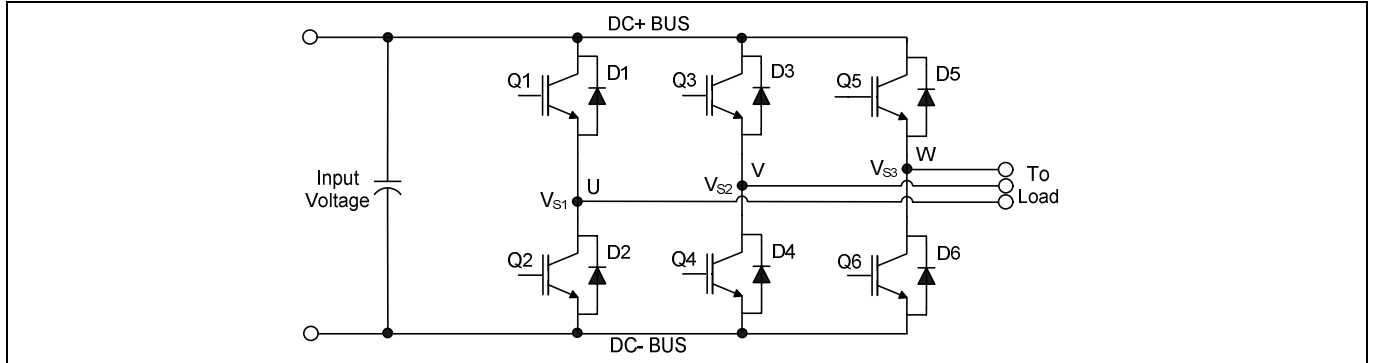 DC+ BUS
Q1
D1
Q3
D3
Q5
D5
Input
Voltage
VS1
U
VS2
V
VS3
W
To
Load
Q2
D2
Q4
D4
Q6
D6
DC- BUS